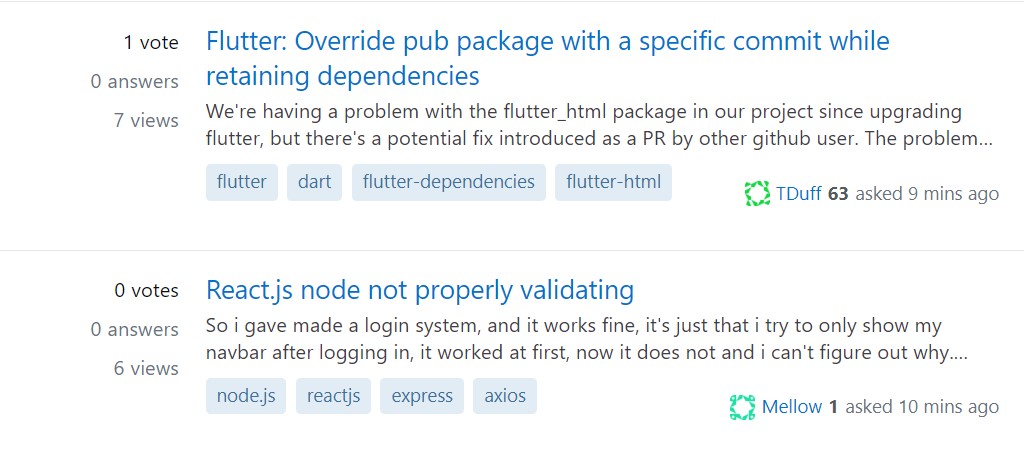 1 vote
0 answers
7 views
Flutter: Override pub package with a specific commit while
retaining dependencies
We're having a problem with the flutter_html package in our project since upgrading
flutter, but there's a potential fix introduced as a PR by other github user. The problem...
flutter dart flutter-dependencies flutter-html
TDuff 63 asked 9 mins ago
0 votes
0 answers
6 views
React.js node not properly validating
So i gave made a login system, and it works fine, it's just that i try to only show my
navbar after logging in, it worked at first, now it does not and i can't figure out why....
node.js reactjs express axios
Mellow 1 asked 10 mins ago